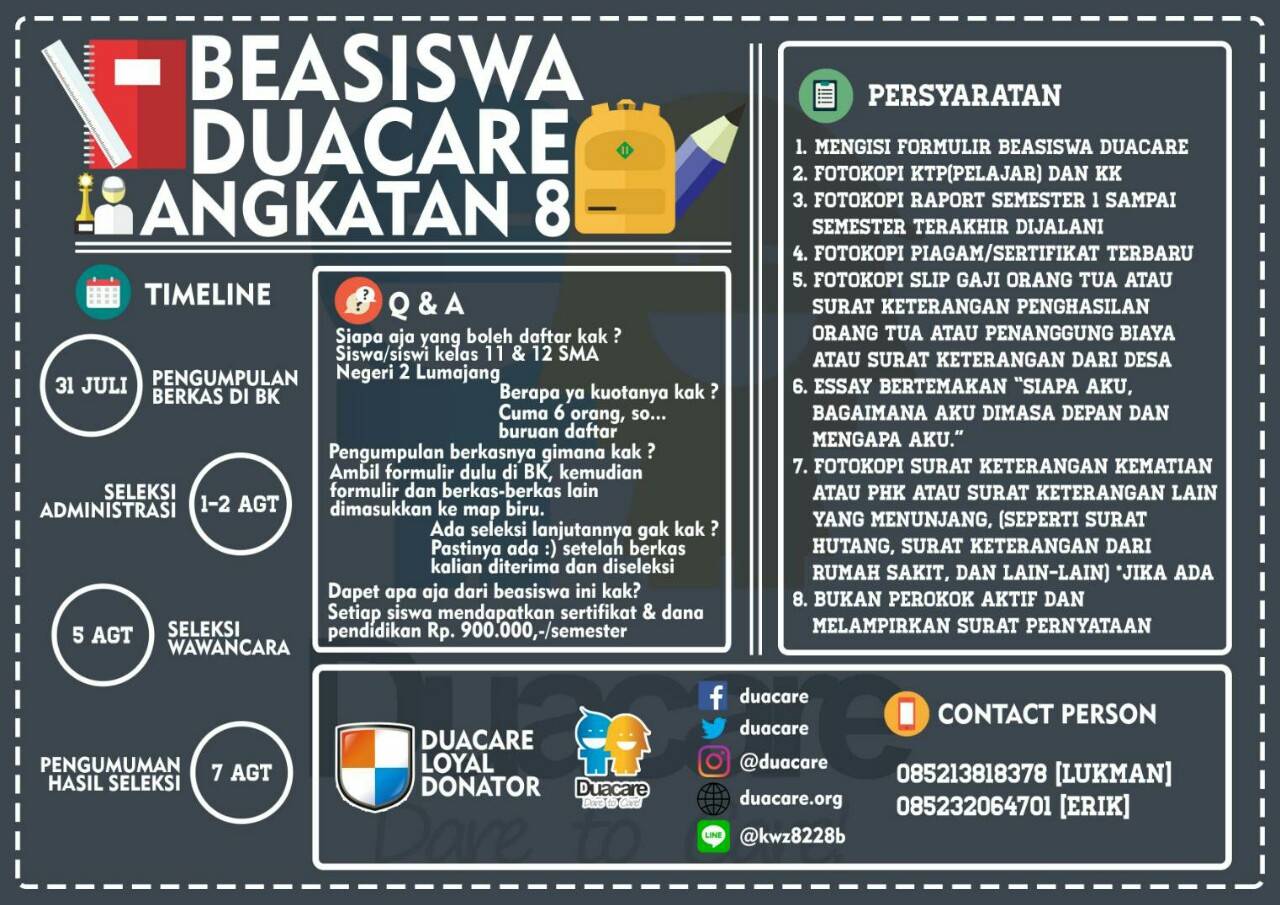 BEASISWA
DUACARE
ANGKATAN 8
TIMELINE
31 JULI
PENGUMPULAN
BERKAS DI BK
SELEKSI
ADMINISTRASI
1-2 AGT
5 AGT
SELEKSI
WAWANCARA
PENGUMUMAN
HASIL SELEKSI
7 AGT
Q & A
Siapa aja yang boleh daftar kak ?
Siswa/siswi kelas 11 & 12 SMA
Negeri 2 Lumajang
Berapa ya kuotanya kak ?
Cuma 6 orang, so...
buruan daftar
Pengumpulan berkasnya gimana kak ?
Ambil formulir dulu di BK, kemudian
formulir dan berkas-berkas lain
dimasukkan ke map biru.
Ada seleksi lanjutannya gak kak ?
Pastinya ada :) setelah berkas
kalian diterima dan diseleksi
Dapet apa aja dari beasiswa ini kak?
Setiap siswa mendapatkan sertifikat & dana
pendidikan Rp. 900.000,-/semester
PERSYARATAN
1. MENGISI FORMULIR BEASISWA DUACARE
2. FOTOKOPI KTP(PELAJAR) DAN KK
3. FOTOKOPI RAPORT SEMESTER 1 SAMPAI
SEMESTER TERAKHIR DIJALANI
4. FOTOKOPI PIAGAM/SERTIFIKAT TERBARU
5. FOTOKOPI SLIP GAJI ORANG TUA ATAU
SURAT KETERANGAN PENGHASILAN
ORANG TUA ATAU PENANGGUNG BIAYA
ATAU SURAT KETERANGAN DARI DESA
6. ESSAY BERTEMAKAN “SIAPA AKU,
BAGAIMANA AKU DIMASA DEPAN DAN
MENGAPA AKU.”
7. FOTOKOPI SURAT KETERANGAN KEMATIAN
ATAU PHK ATAU SURAT KETERANGAN LAIN
YANG MENUNJANG, (SEPERTI SURAT
HUTANG, SURAT KETERANGAN DARI
RUMAH SAKIT, DAN LAIN-LAIN) *JIKA ADA
8. BUKAN PEROKOK AKTIF DAN
MELAMPIRKAN SURAT PERNYATAAN
DUACARE
LOYAL
DONATOR
Duacare
Dare to Care!
duacare
duacare
@duacare
duacare.org
LINE
@kwz8228b
CONTACT PERSON
085213818378 [LUKMAN]
085232064701 [ERIK]
Duacare
Dare to Care!